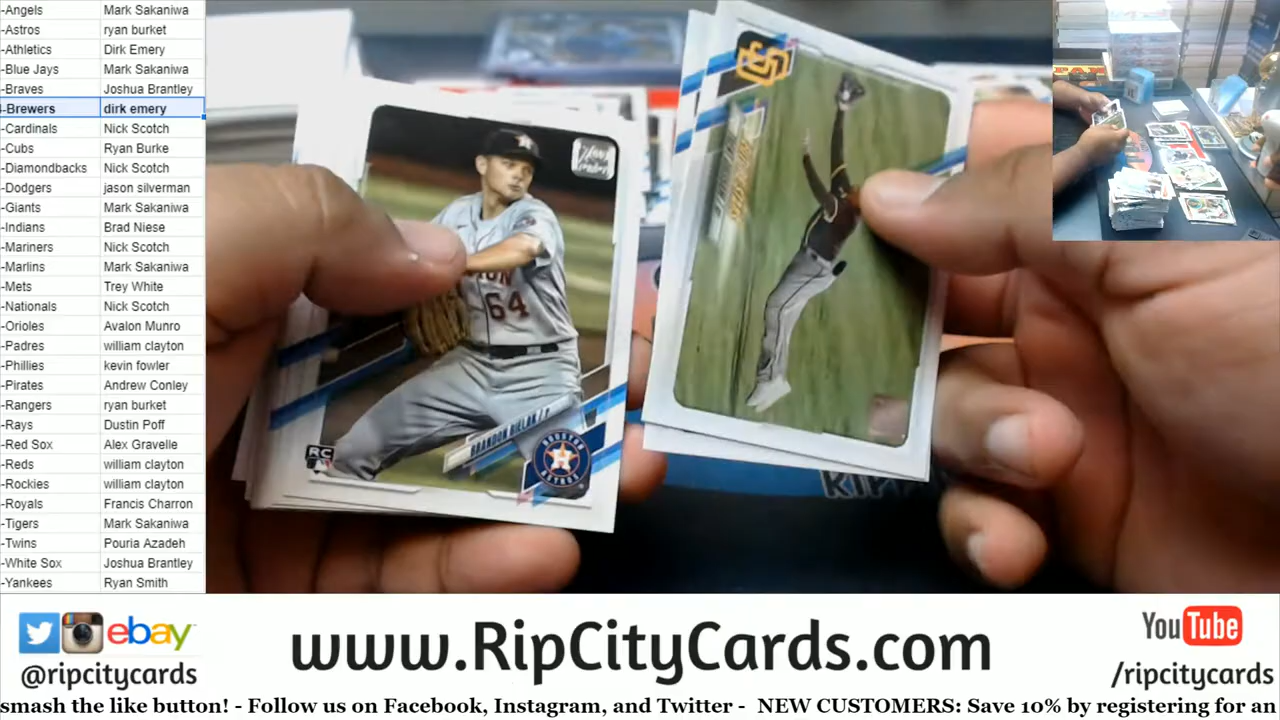 -Angels Mark Sakaniwa
-Astros ryan burket
-Athletics Dirk Emery
-Blue Jays Mark Sakaniwa
-Braves Joshua Brantley
-Brewers dirk emery
-Cardinals Nick Scotch
-Cubs Ryan Burke
-Diamondbacks Nick Scotch
-Dodgers jason silverman
-Giants Mark Sakaniwa
-Indians Brad Niese
-Mariners Nick Scotch
-Marlins Mark Sakaniwa
-Mets Trey White
-Nationals Nick Scotch
-Orioles Avalon Munro
-Padres william clayton
-Phillies kevin fowler
-Pirates Andrew Conley
-Rangers ryan burket
-Rays Dustin Poff
-Red Sox Alex Gravelle
-Reds william clayton
-Rockies william clayton
-Royals Francis Charron
-Tigers Mark Sakaniwa
-Twins Pouria Azadeh
-White Sox Joshua Brantley
-Yankees Ryan Smith
64
BRANDON BIELAK / P
RC
HOUSTON
ASTROS
SD
ebay
@ripcitycards
www.RipCityCards.com
YouTube
/ripcitycards
smash the like button! - Follow us on Facebook, Instagram, and Twitter - NEW CUSTOMERS: Save 10% by registering for an